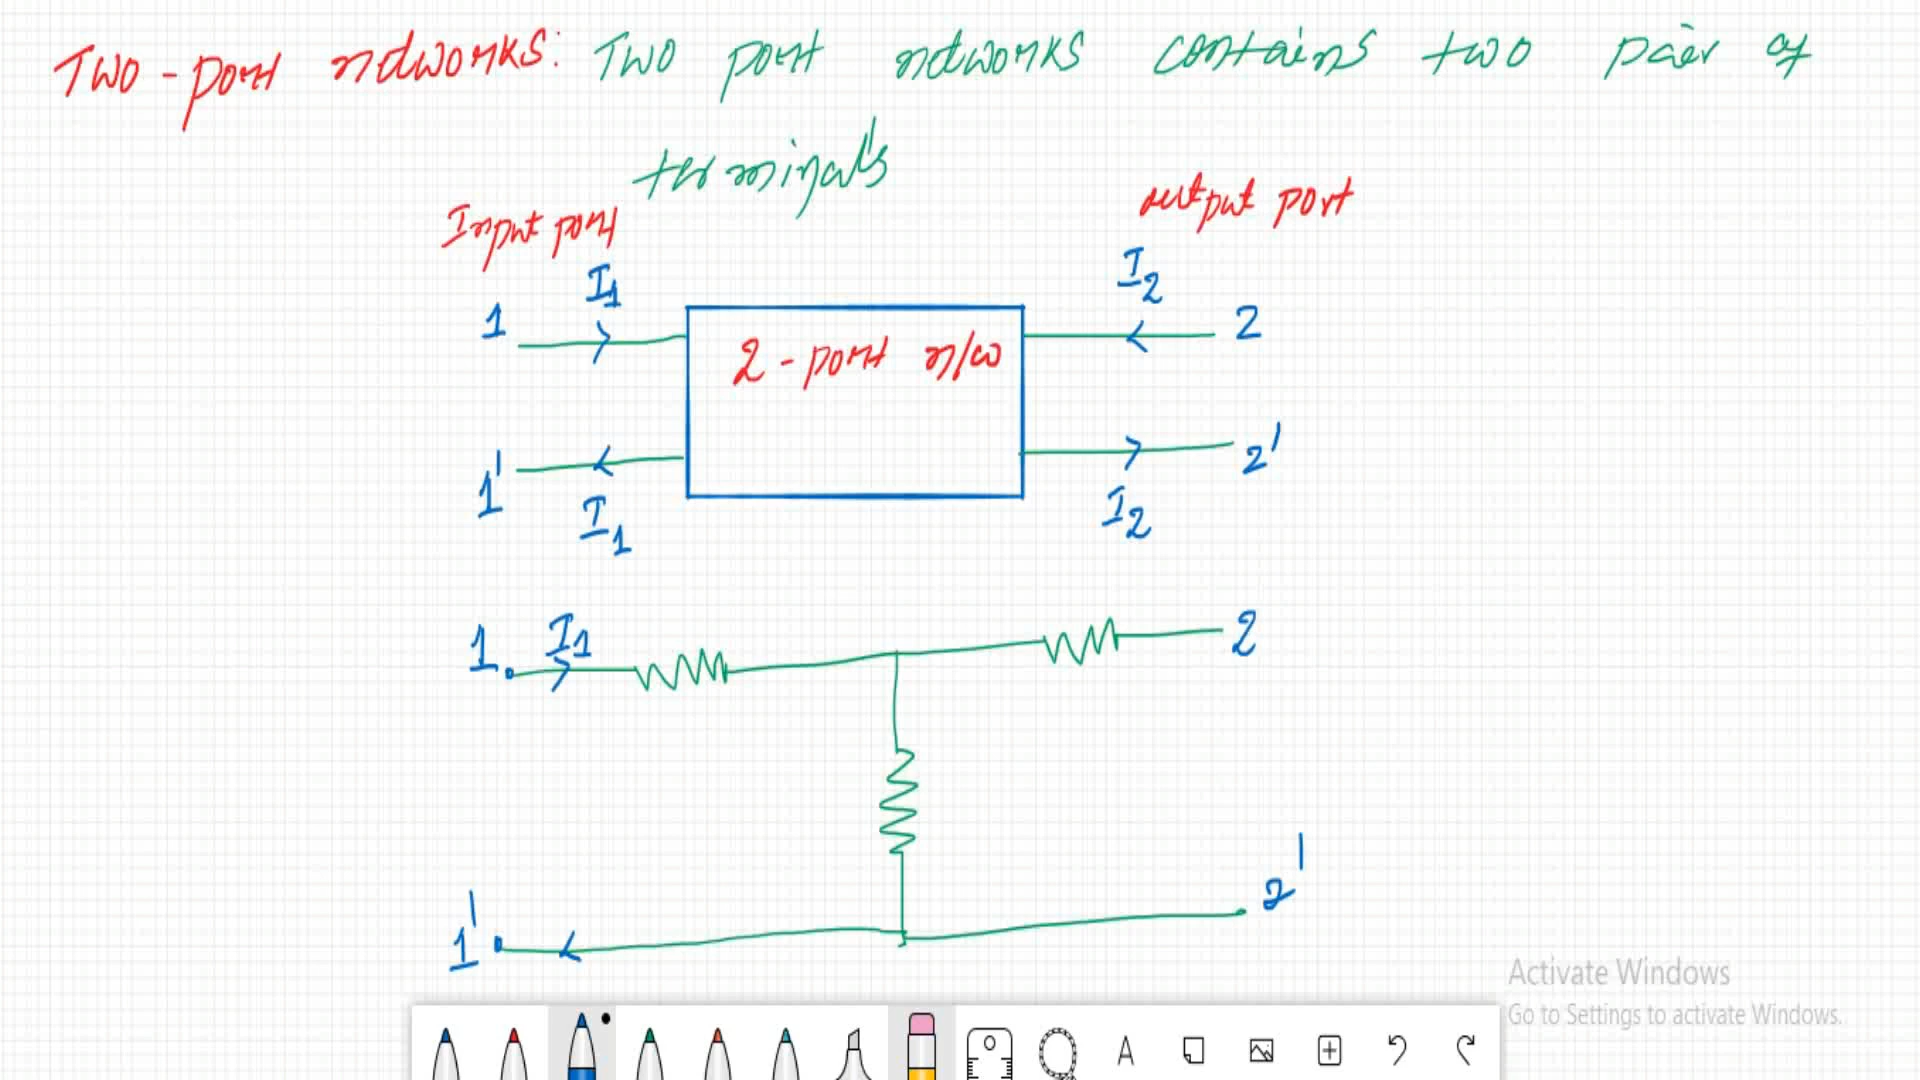 Two-port networks: Two port networks contains two pair of
terminals
Input port
output port
I1
I2
1
2
2-port n/w
1'
2'
I1
I2
1
I1
2
2'
1'
Activate Windows
Go to Settings to activate Windows.
A